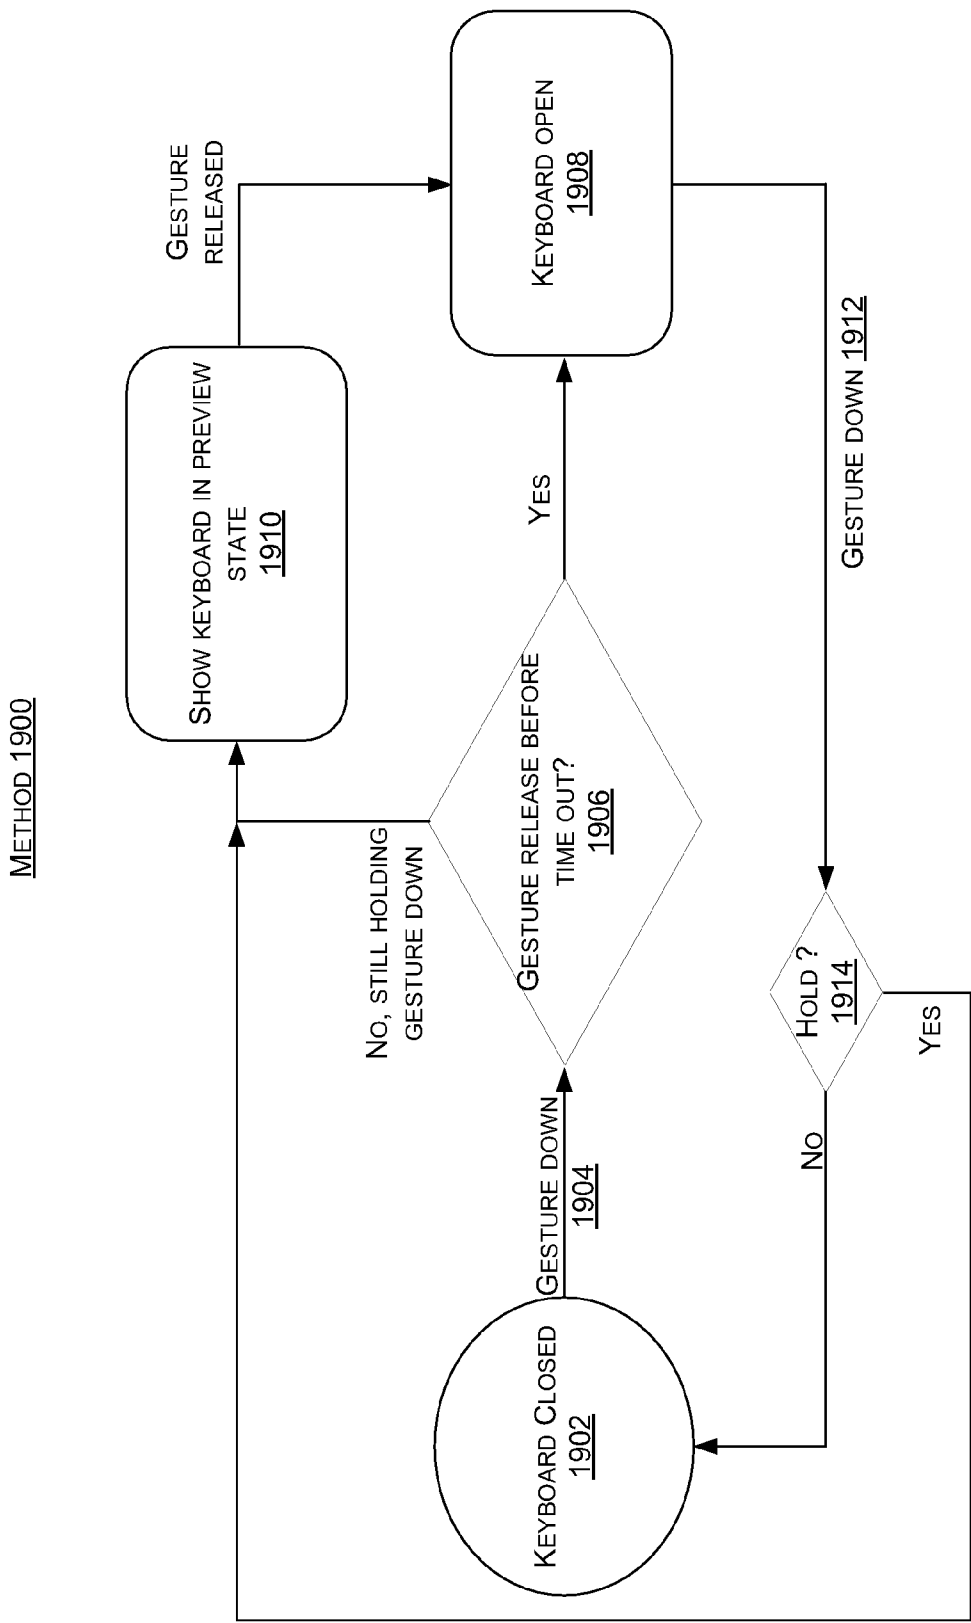 METHOD 1900
SHOW KEYBOARD IN PREVIEW
STATE
1910
GESTURE
RELEASED
NO, STILL HOLDING
GESTURE DOWN
KEYBOARD CLOSED
1902
GESTURE DOWN
1904
GESTURE RELEASE BEFORE
TIME OUT?
1906
YES
KEYBOARD OPEN
1908
NO
HOLD ?
1914
YES
GESTURE DOWN 1912